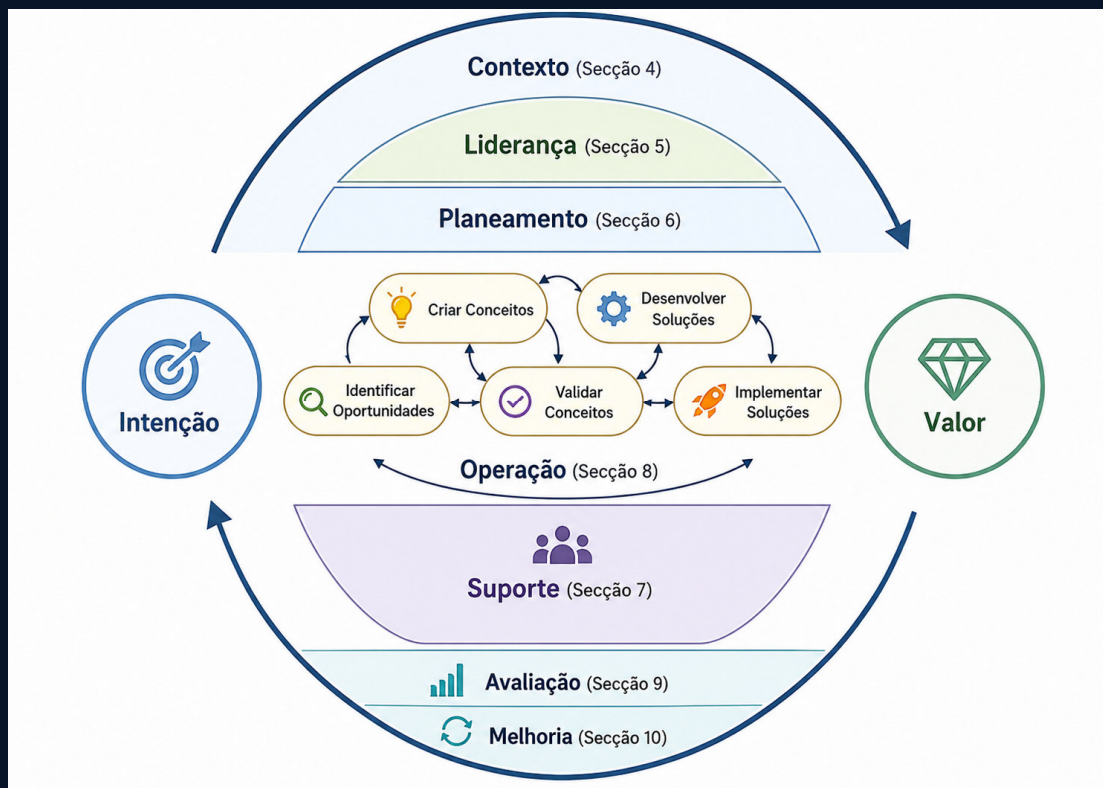 Contexto (Secção 4)
Liderança (Secção 5)
Planeamento (Secção 6)
Criar Conceitos
Desenvolver
Soluções
Identificar
Oportunidades
Validar
Conceitos
Implementar
Soluções
Intenção
Valor
Operação (Secção 8)
Suporte (Secção 7)
Avaliação (Secção 9)
Melhoria (Secção 10)